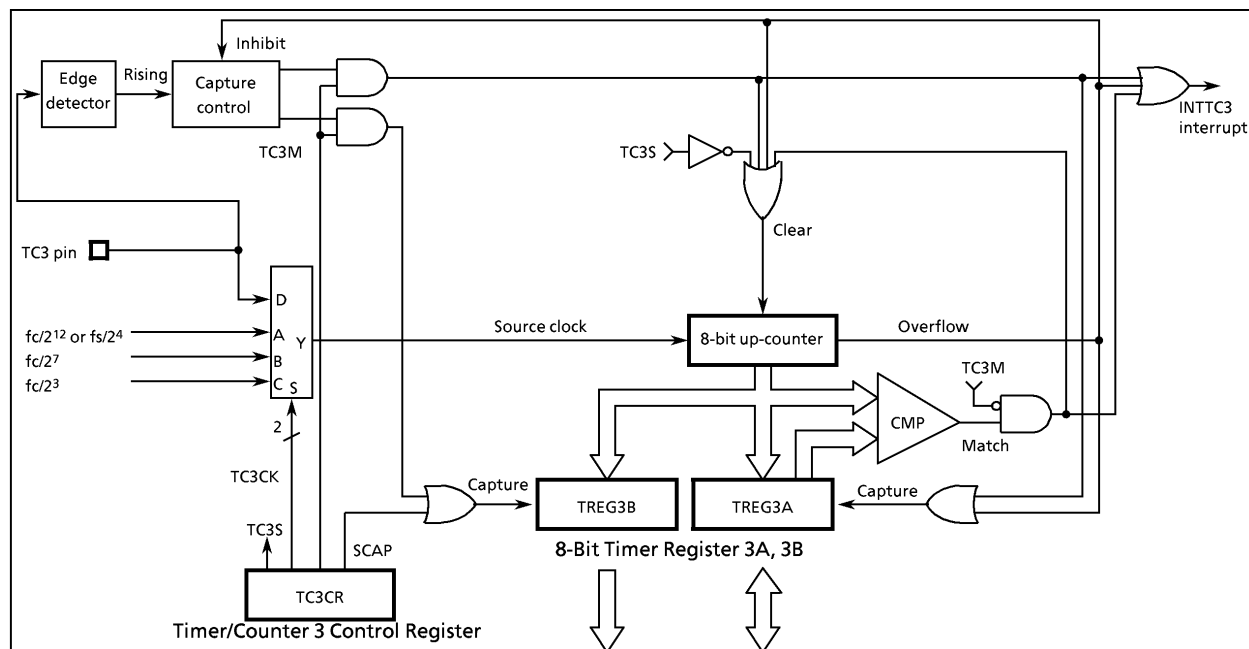 Inhibit
Edge
detector
Rising
Capture
control
INTTC3
interrupt
TC3M
TC3S
Clear
TC3 pin
D
fc/2¹² or fs/2⁴
A
Y
Source clock
8-bit up-counter
Overflow
fc/2⁷
B
fc/2³
C
S
TC3M
CMP
2
Match
TC3CK
Capture
TREG3B
TREG3A
Capture
TC3S
SCAP
8-Bit Timer Register 3A, 3B
TC3CR
Timer/Counter 3 Control Register